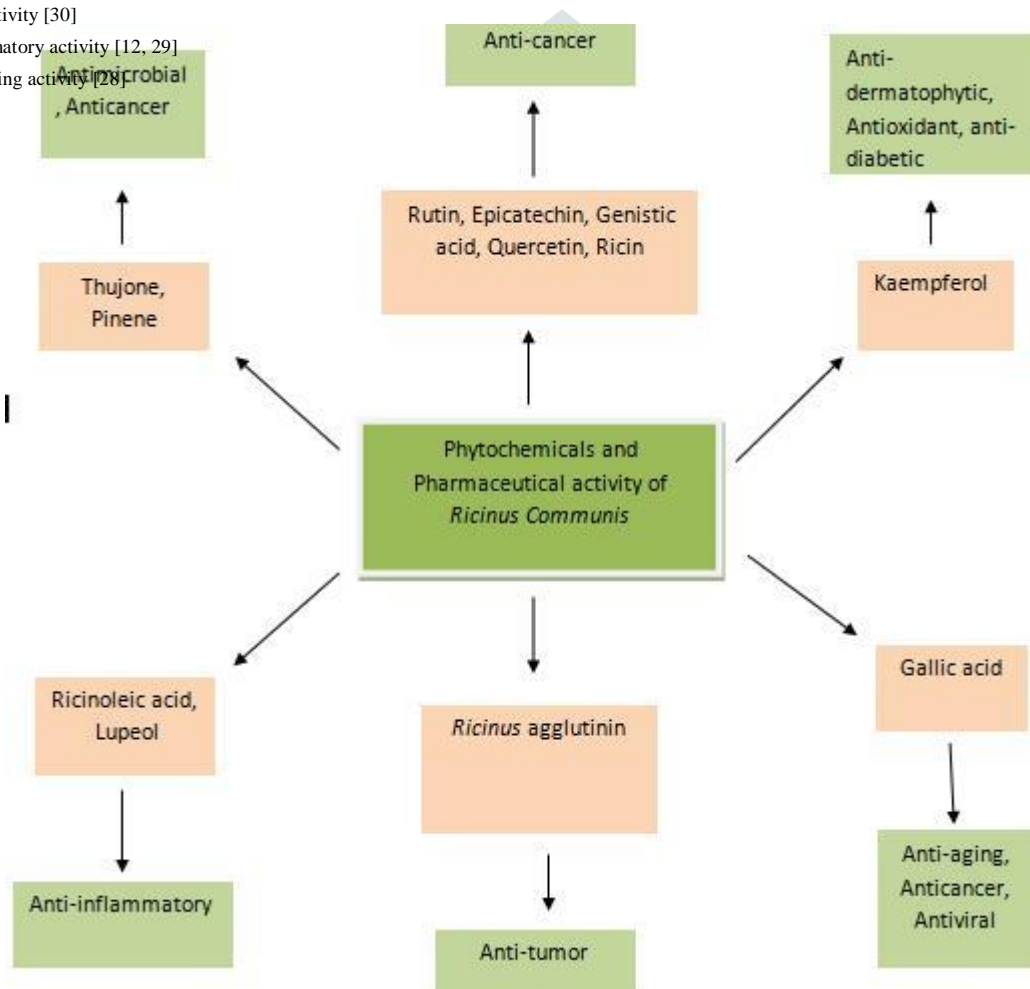 tivity [30]
natory activity [12, 29]
ing activity [28]
Antimicrobial
, Anticancer
Anti-cancer
Anti-
dermatophytic,
Antioxidant, anti-
diabetic
Thujone,
Pinene
Rutin, Epicatechin, Genistic
acid, Quercetin, Ricin
Kaempferol
Phytochemicals and
Pharmaceutical activity of
Ricinus Communis
Ricinoleic acid,
Lupeol
Ricinus agglutinin
Gallic acid
Anti-inflammatory
Anti-tumor
Anti-aging,
Anticancer,
Antiviral